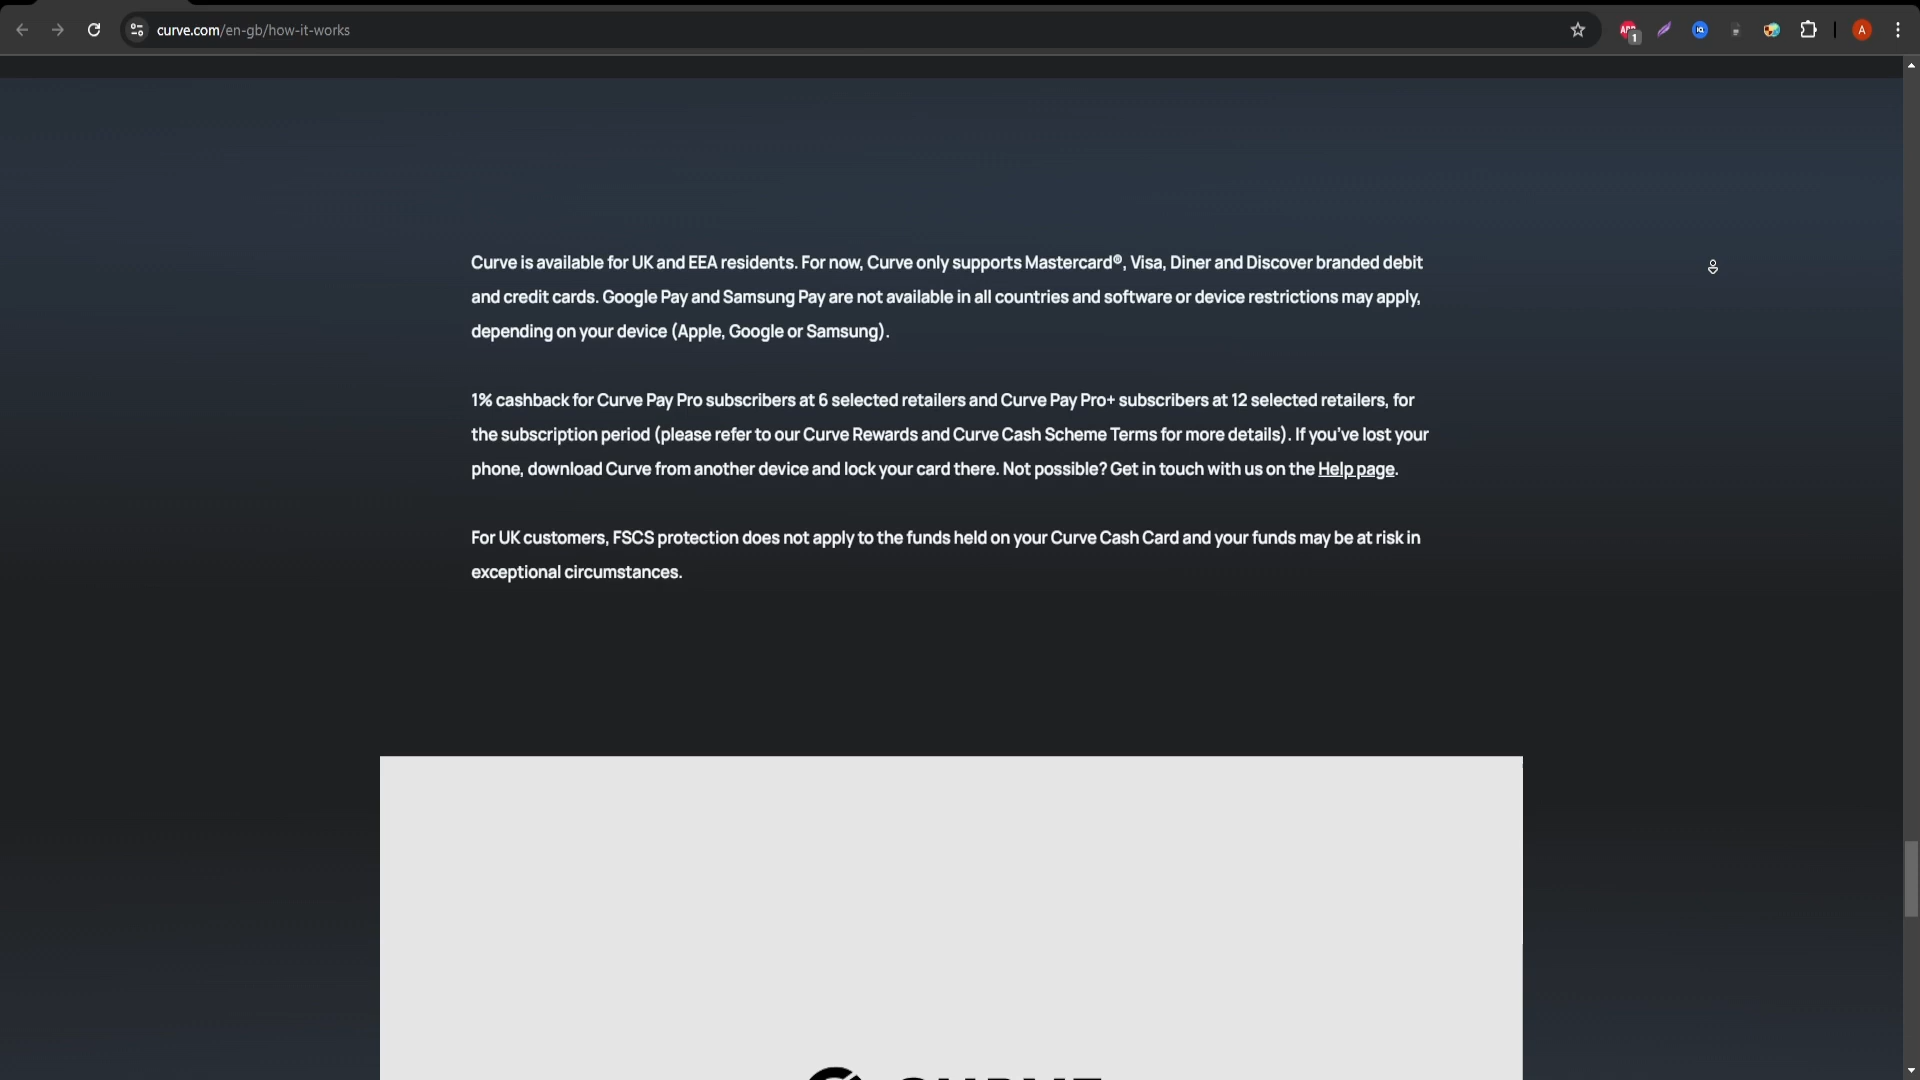 curve.com/en-gb/how-it-works
ABP
1
IQ
A
Curve is available for UK and EEA residents. For now, Curve only supports Mastercard®, Visa, Diner and Discover branded debit
and credit cards. Google Pay and Samsung Pay are not available in all countries and software or device restrictions may apply,
depending on your device (Apple, Google or Samsung).
1% cashback for Curve Pay Pro subscribers at 6 selected retailers and Curve Pay Pro+ subscribers at 12 selected retailers, for
the subscription period (please refer to our Curve Rewards and Curve Cash Scheme Terms for more details). If you've lost your
phone, download Curve from another device and lock your card there. Not possible? Get in touch with us on the Help page.
For UK customers, FSCS protection does not apply to the funds held on your Curve Cash Card and your funds may be at risk in
exceptional circumstances.
CURVE